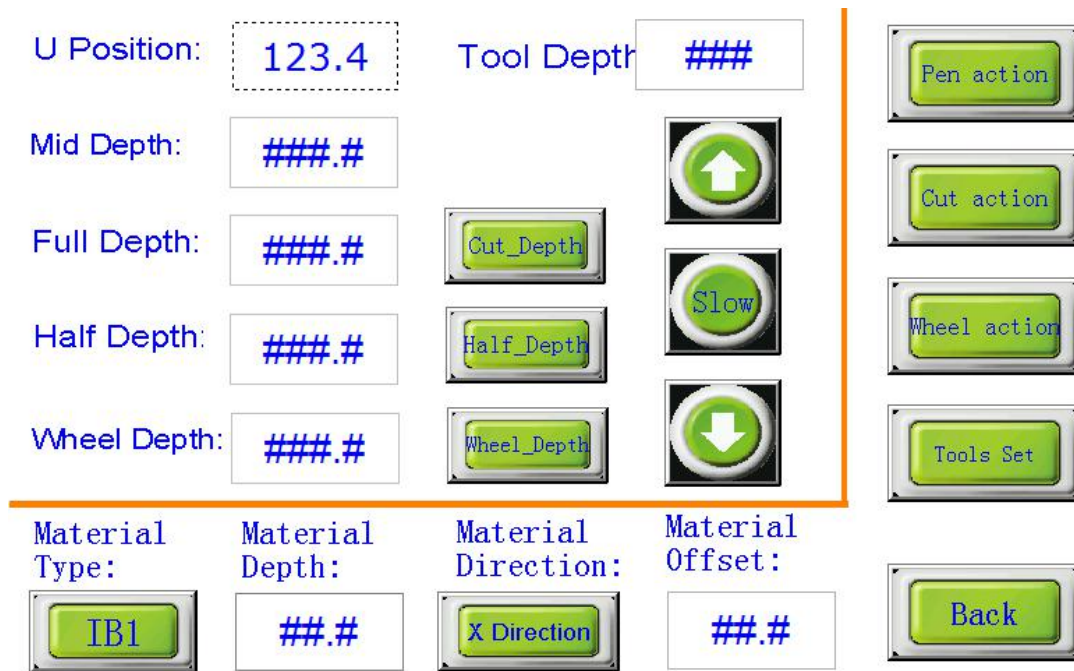 U Position:
123.4
Tool Depth
###
Pen action
Mid Depth:
###.#
Cut action
Full Depth:
###.#
Cut_Depth
Slow
Half Depth:
###.#
Half_Depth
Wheel action
Wheel Depth:
###.#
Wheel_Depth
Tools Set
Material
Type:
IB1
Material
Depth:
##.#
Material
Direction:
X Direction
Material
Offset:
##.#
Back